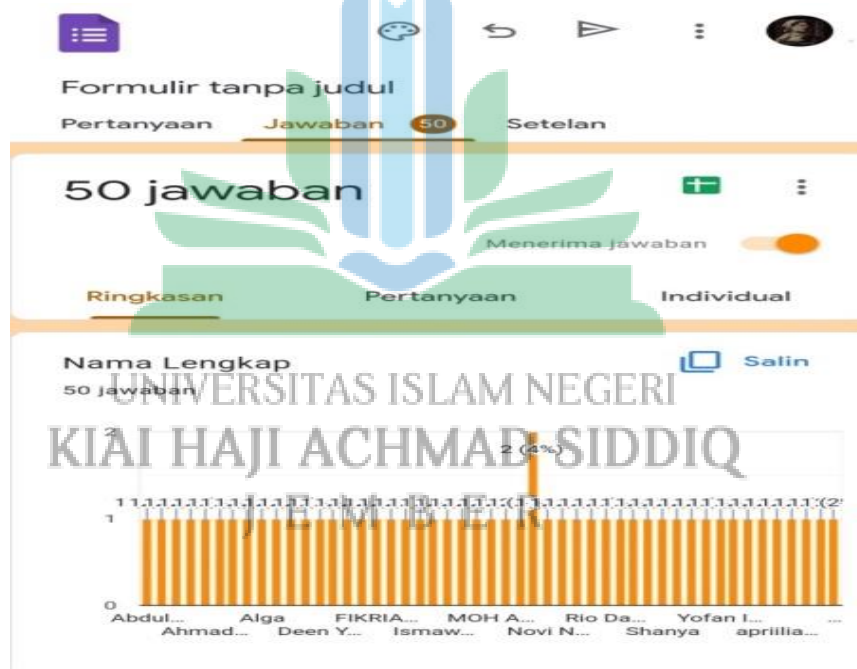 Formulir tanpa judul
Pertanyaan Jawaban 50 Setelan
50 jawaban
Menerima jawaban
Ringkasan Pertanyaan Individual
Nama Lengkap Salin
50 jawaban
UNIVERSITAS ISLAM NEGERI
KIAI HAJI ACHMAD SIDDIQ
JEMBER
2
2 (4%)
1
0
Abdul... Alga FIKRIA... MOH A... Rio Da... Yofan I... ...
Ahmad... Deen Y... Ismaw... Novi N... Shanya apriilia...